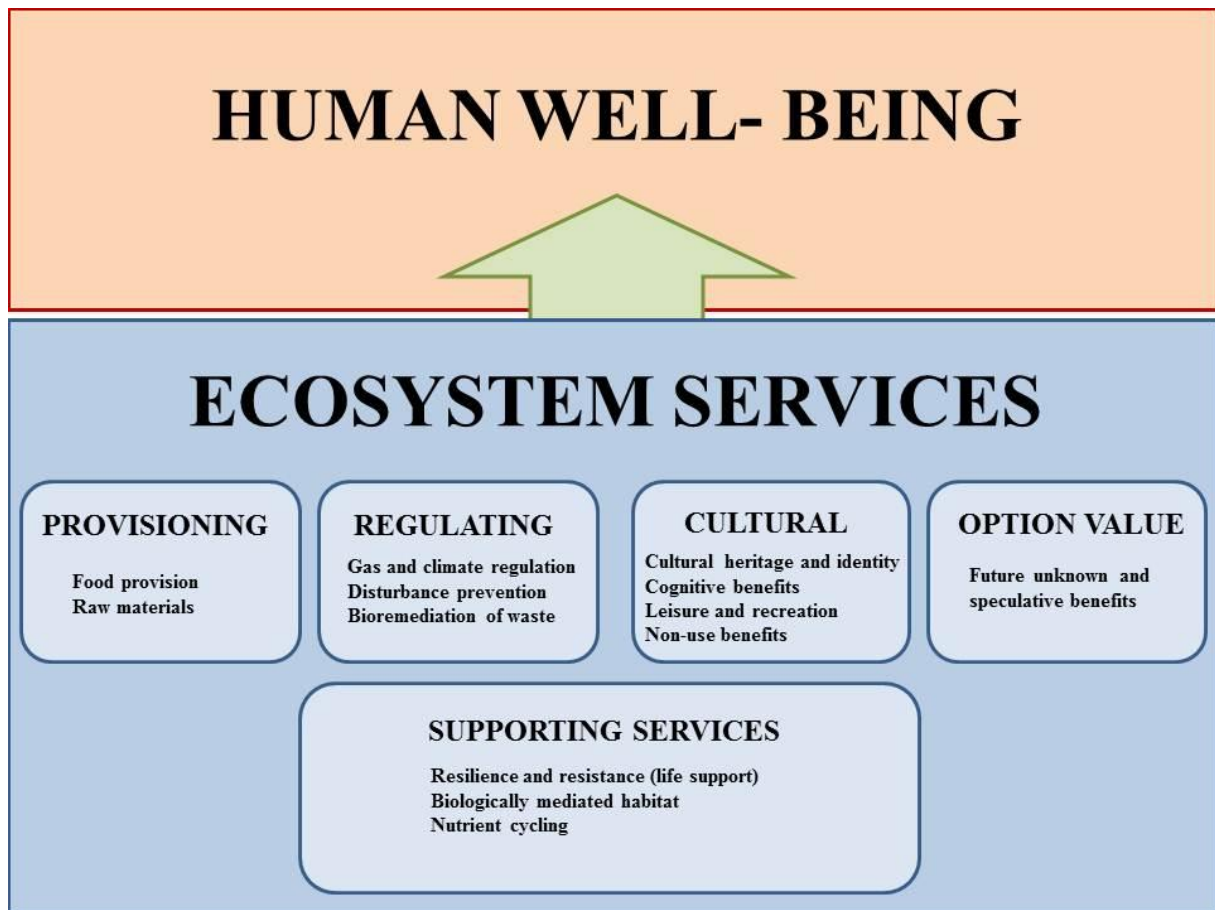 HUMAN WELL- BEING
ECOSYSTEM SERVICES
PROVISIONING
Food provision
Raw materials
REGULATING
Gas and climate regulation
Disturbance prevention
Bioremediation of waste
CULTURAL
Cultural heritage and identity
Cognitive benefits
Leisure and recreation
Non-use benefits
OPTION VALUE
Future unknown and
speculative benefits
SUPPORTING SERVICES
Resilience and resistance (life support)
Biologically mediated habitat
Nutrient cycling